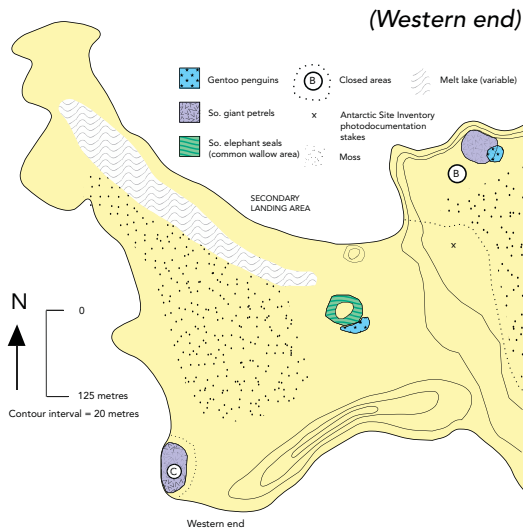 (Western end)
Gentoo penguins
B
Closed areas
Melt lake (variable)
So. giant petrels
x
Antarctic Site Inventory
photodocumentation
stakes
So. elephant seals
(common wallow area)
Moss
B
SECONDARY
LANDING AREA
x
N
0
125 metres
Contour interval = 20 metres
C
Western end